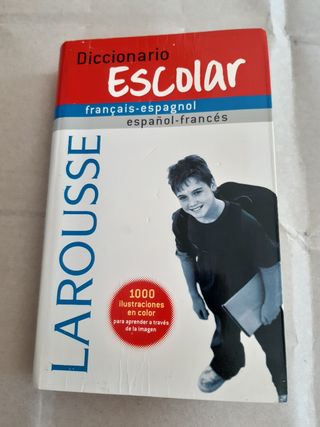 Diccionario
Escolar
français-espagnol
español-francés
LAROUSSE
1000
ilustraciones
en color
para aprender a través
de la imagen